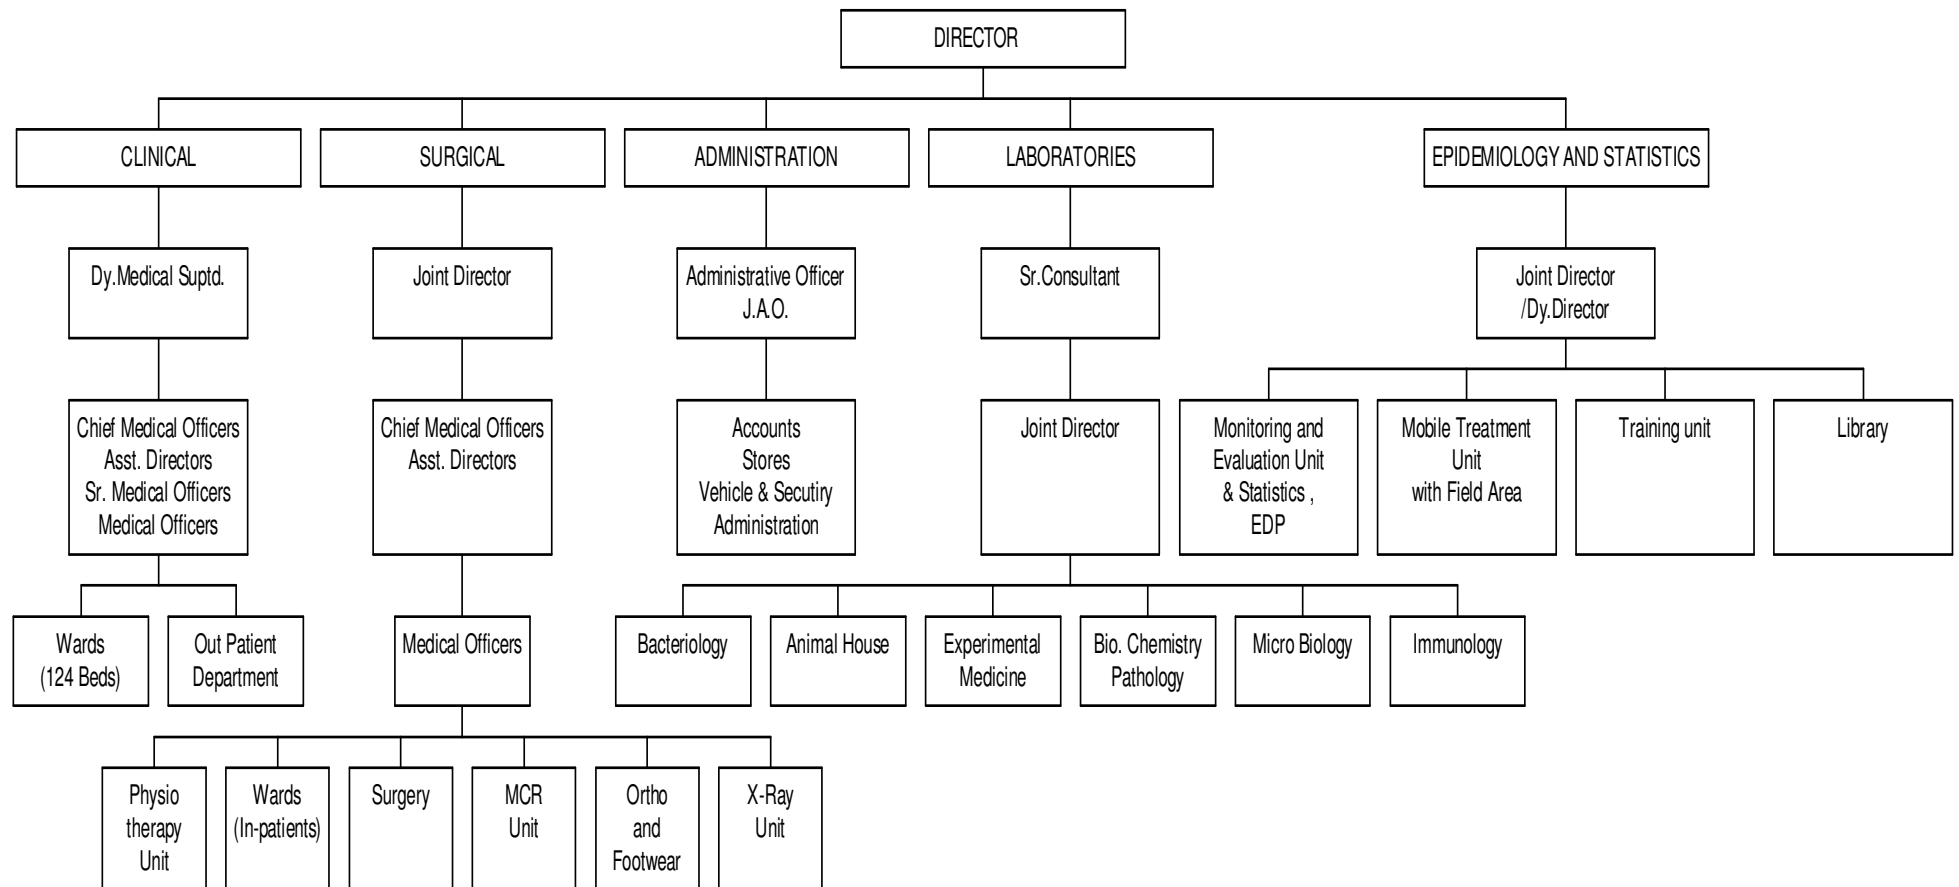 DIRECTOR
CLINICAL
SURGICAL
ADMINISTRATION
LABORATORIES
EPIDEMIOLOGY AND STATISTICS
Dy.Medical Suptd.
Joint Director
Administrative Officer
J.A.O.
Sr.Consultant
Joint Director
/Dy.Director
Chief Medical Officers
Asst. Directors
Sr. Medical Officers
Medical Officers
Chief Medical Officers
Asst. Directors
Accounts
Stores
Vehicle & Secutiry
Administration
Joint Director
Monitoring and
Evaluation Unit
& Statistics ,
EDP
Mobile Treatment
Unit
with Field Area
Training unit
Library
Wards
(124 Beds)
Out Patient
Department
Medical Officers
Bacteriology
Animal House
Experimental
Medicine
Bio. Chemistry
Pathology
Micro Biology
Immunology
Physio
therapy
Unit
Wards
(In-patients)
Surgery
MCR
Unit
Ortho
and
Footwear
X-Ray
Unit